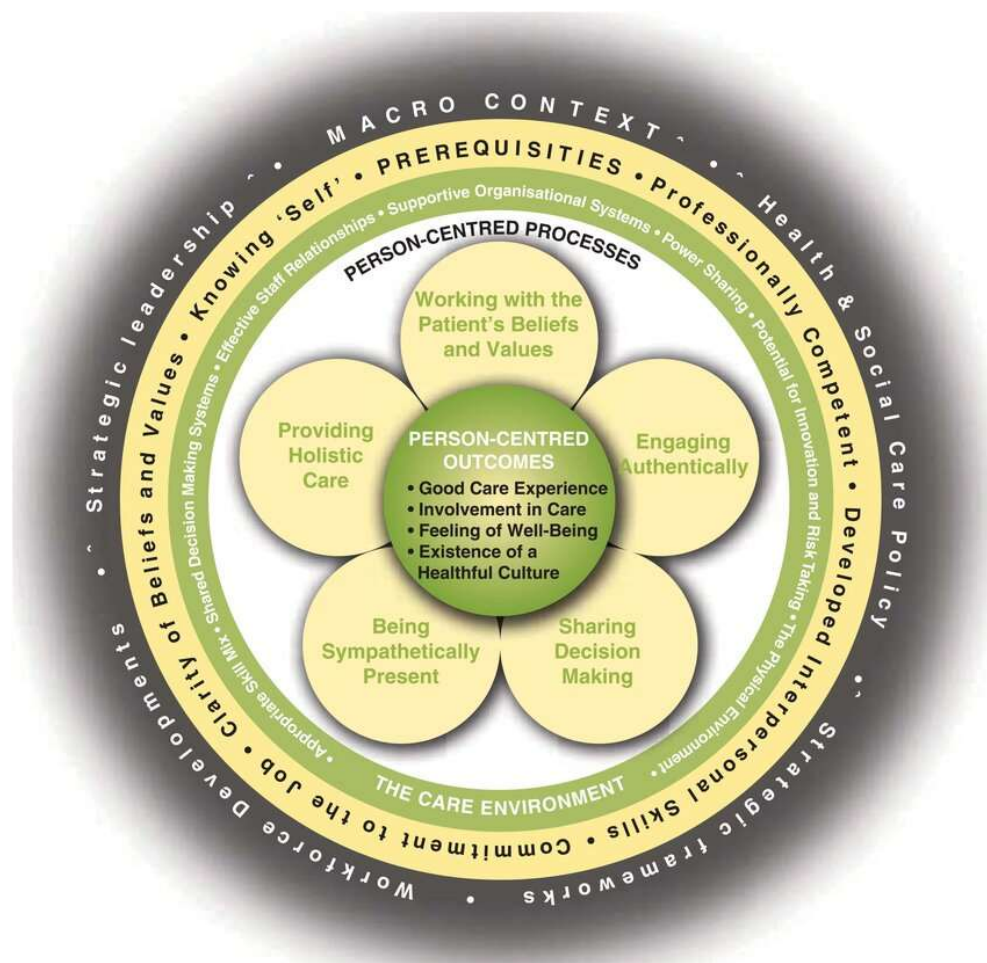 MACRO CONTEXT
Health & Social Care Policy
Strategic frameworks
Workforce Developments
Strategic leadership
PREREQUISITIES • Professionally Competent • Developed Interpersonal Skills • Commitment to the Job • Clarity of Beliefs and Values • Knowing ‘Self’ •
THE CARE ENVIRONMENT
• Appropriate Skill Mix • Shared Decision Making Systems • Effective Staff Relationships • Supportive Organisational Systems • Power Sharing • Potential for Innovation and Risk Taking • The Physical Environment •
PERSON-CENTRED PROCESSES
Working with the
Patient’s Beliefs
and Values
Engaging
Authentically
Sharing
Decision
Making
Being
Sympathetically
Present
Providing
Holistic
Care
PERSON-CENTRED
OUTCOMES
• Good Care Experience
• Involvement in Care
• Feeling of Well-Being
• Existence of a
Healthful Culture